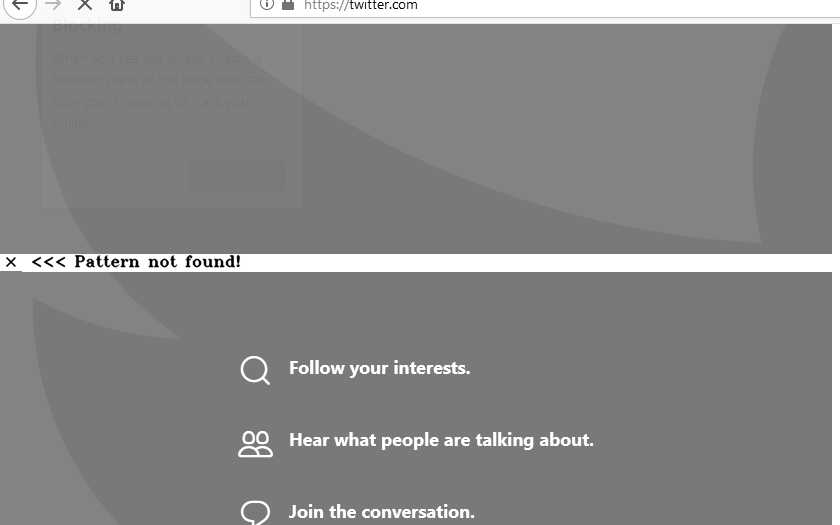 https://twitter.com
Blocking
<<< Pattern not found!
Follow your interests.
Hear what people are talking about.
Join the conversation.